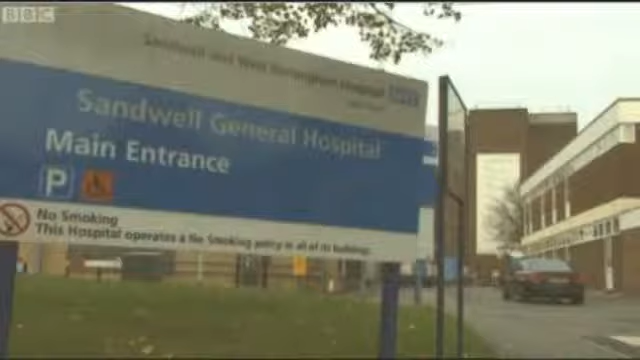 BBC
Sandwell and West Birmingham Hospitals NHS
Sandwell General Hospital
Main Entrance
P
No Smoking
This Hospital operates a No Smoking policy in all of its buildings